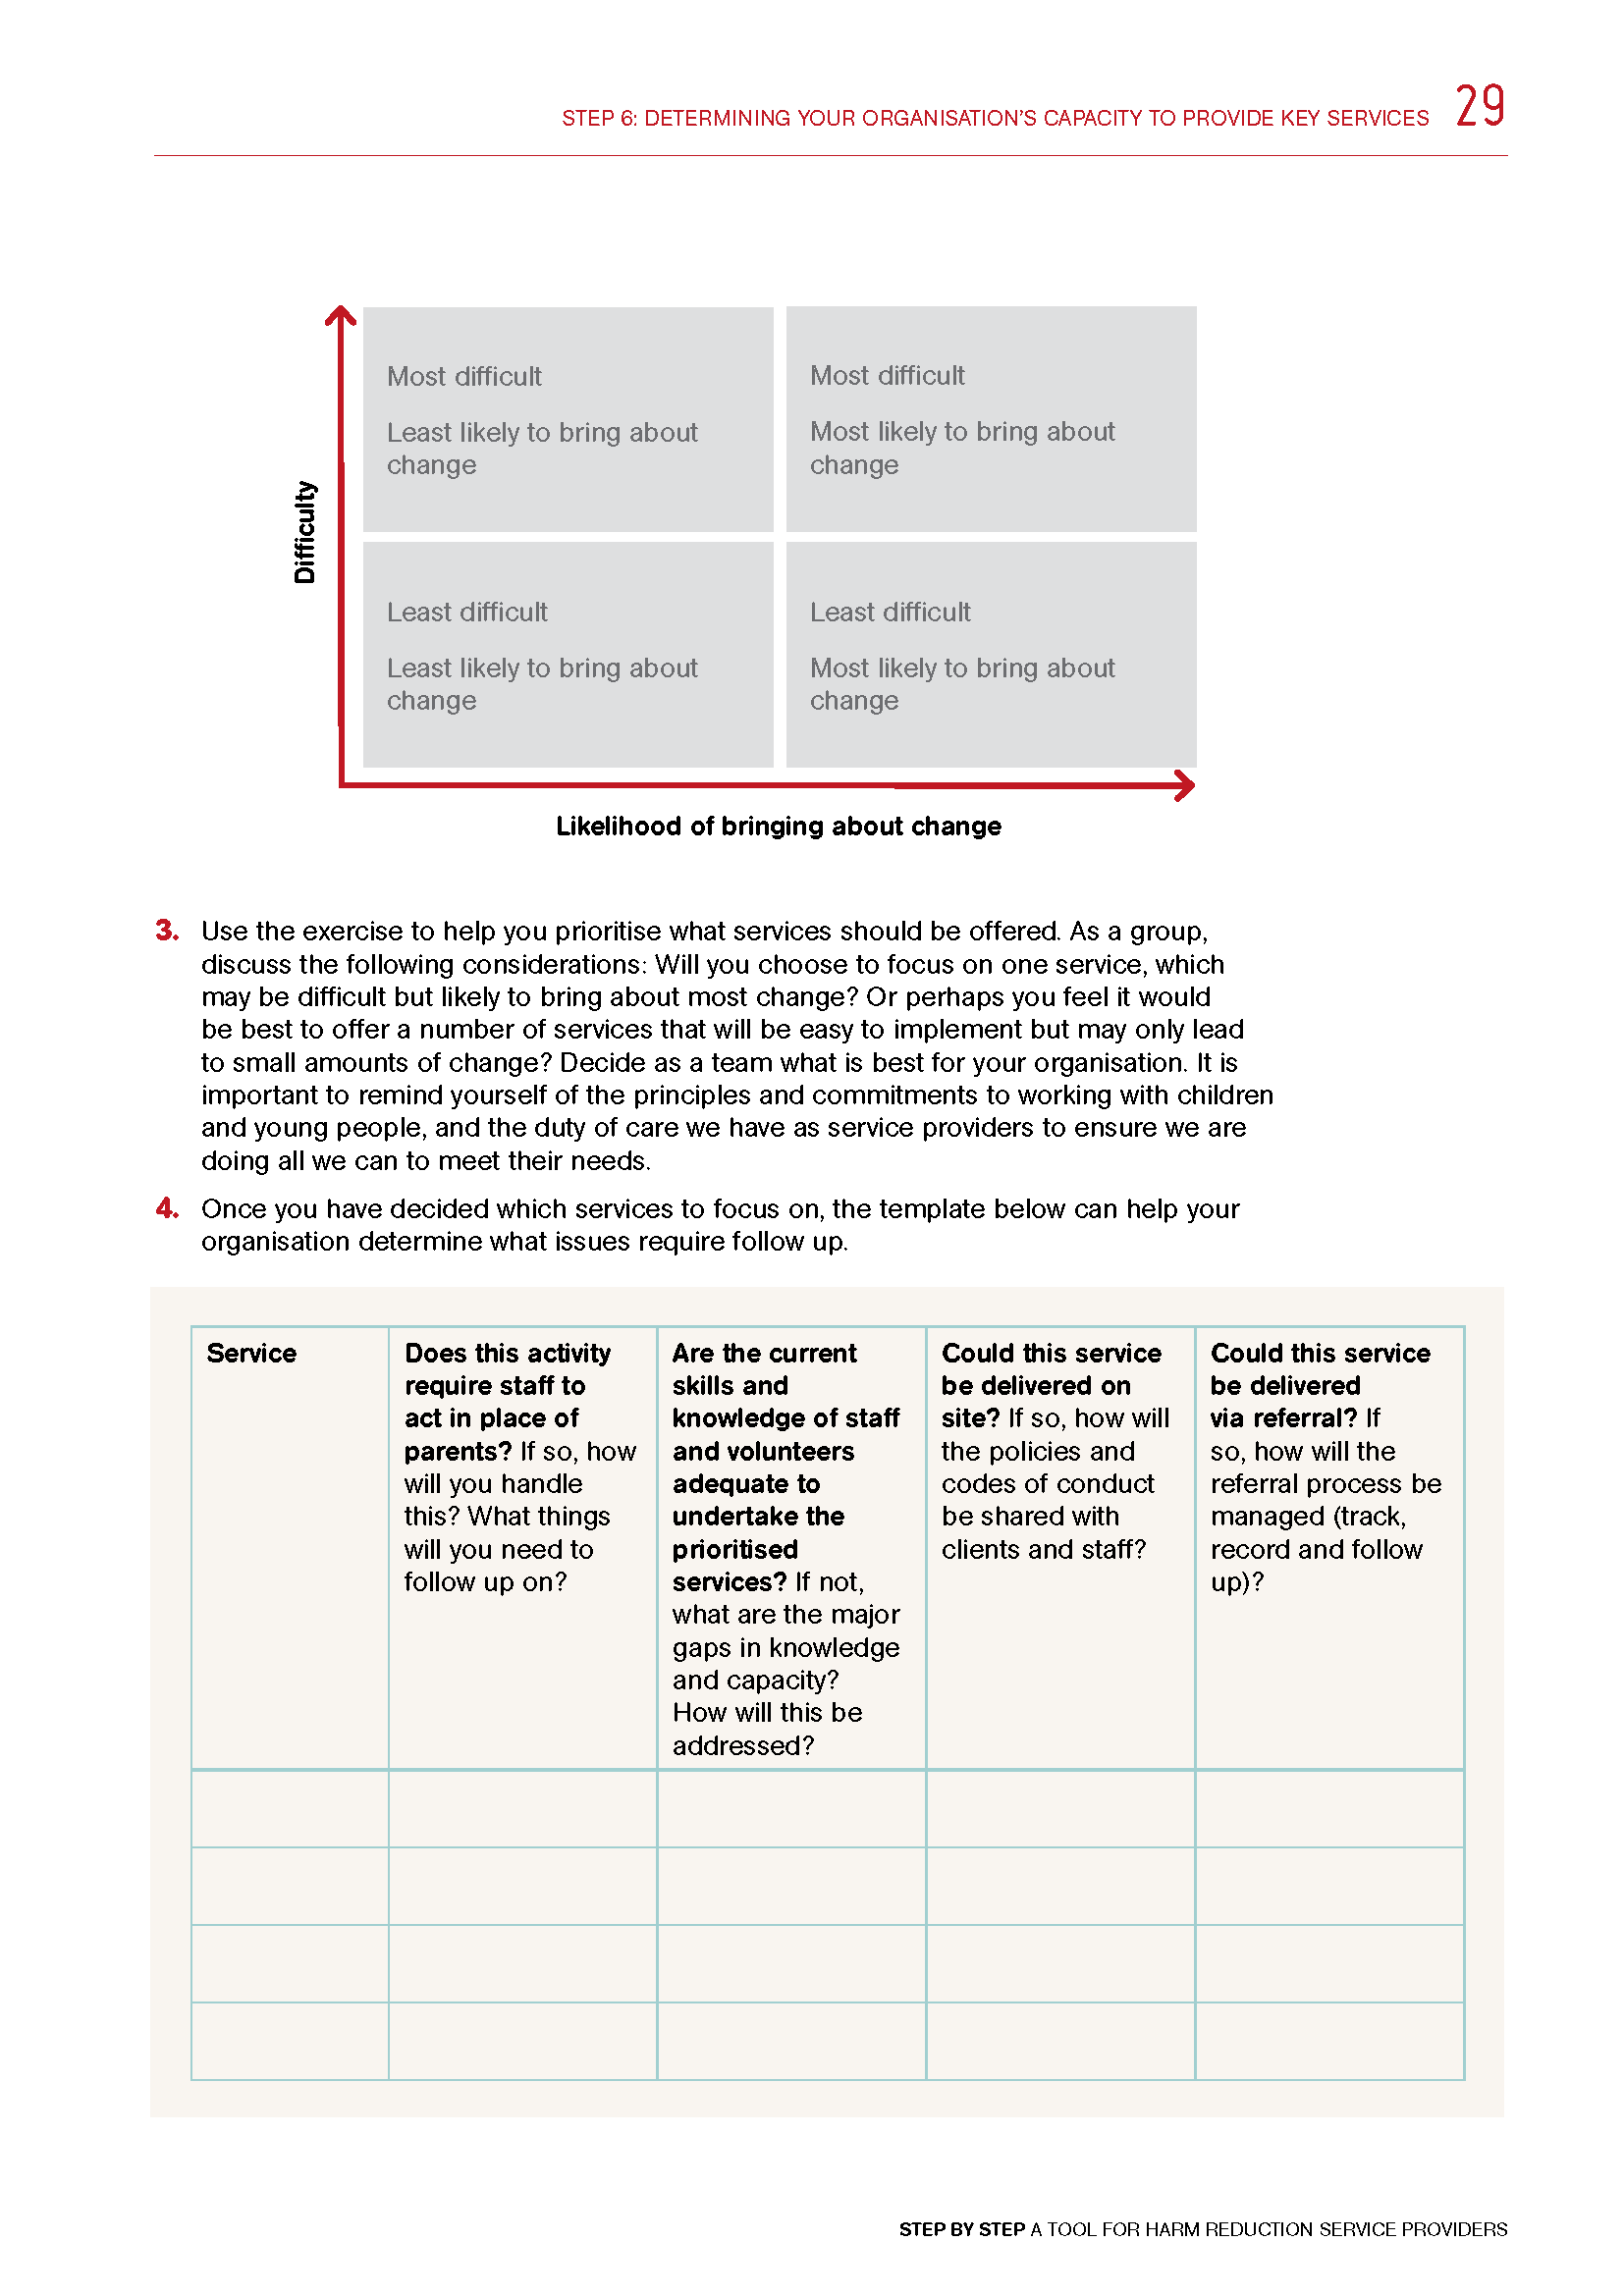 STEP 6: DETERMINING YOUR ORGANISATION'S CAPACITY TO PROVIDE KEY SERVICES 29
Difficulty
Most difficult
Least likely to bring about
change
Most difficult
Most likely to bring about
change
Least difficult
Least likely to bring about
change
Least difficult
Most likely to bring about
change
Likelihood of bringing about change
3. Use the exercise to help you prioritise what services should be offered. As a group,
discuss the following considerations: Will you choose to focus on one service, which
may be difficult but likely to bring about most change? Or perhaps you feel it would
be best to offer a number of services that will be easy to implement but may only lead
to small amounts of change? Decide as a team what is best for your organisation. It is
important to remind yourself of the principles and commitments to working with children
and young people, and the duty of care we have as service providers to ensure we are
doing all we can to meet their needs.
4. Once you have decided which services to focus on, the template below can help your
organisation determine what issues require follow up.
Service
Does this activity
require staff to
act in place of
parents? If so, how
will you handle
this? What things
will you need to
follow up on?
Are the current
skills and
knowledge of staff
and volunteers
adequate to
undertake the
prioritised
services? If not,
what are the major
gaps in knowledge
and capacity?
How will this be
addressed?
Could this service
be delivered on
site? If so, how will
the policies and
codes of conduct
be shared with
clients and staff?
Could this service
be delivered
via referral? If
so, how will the
referral process be
managed (track,
record and follow
up)?
STEP BY STEP A TOOL FOR HARM REDUCTION SERVICE PROVIDERS